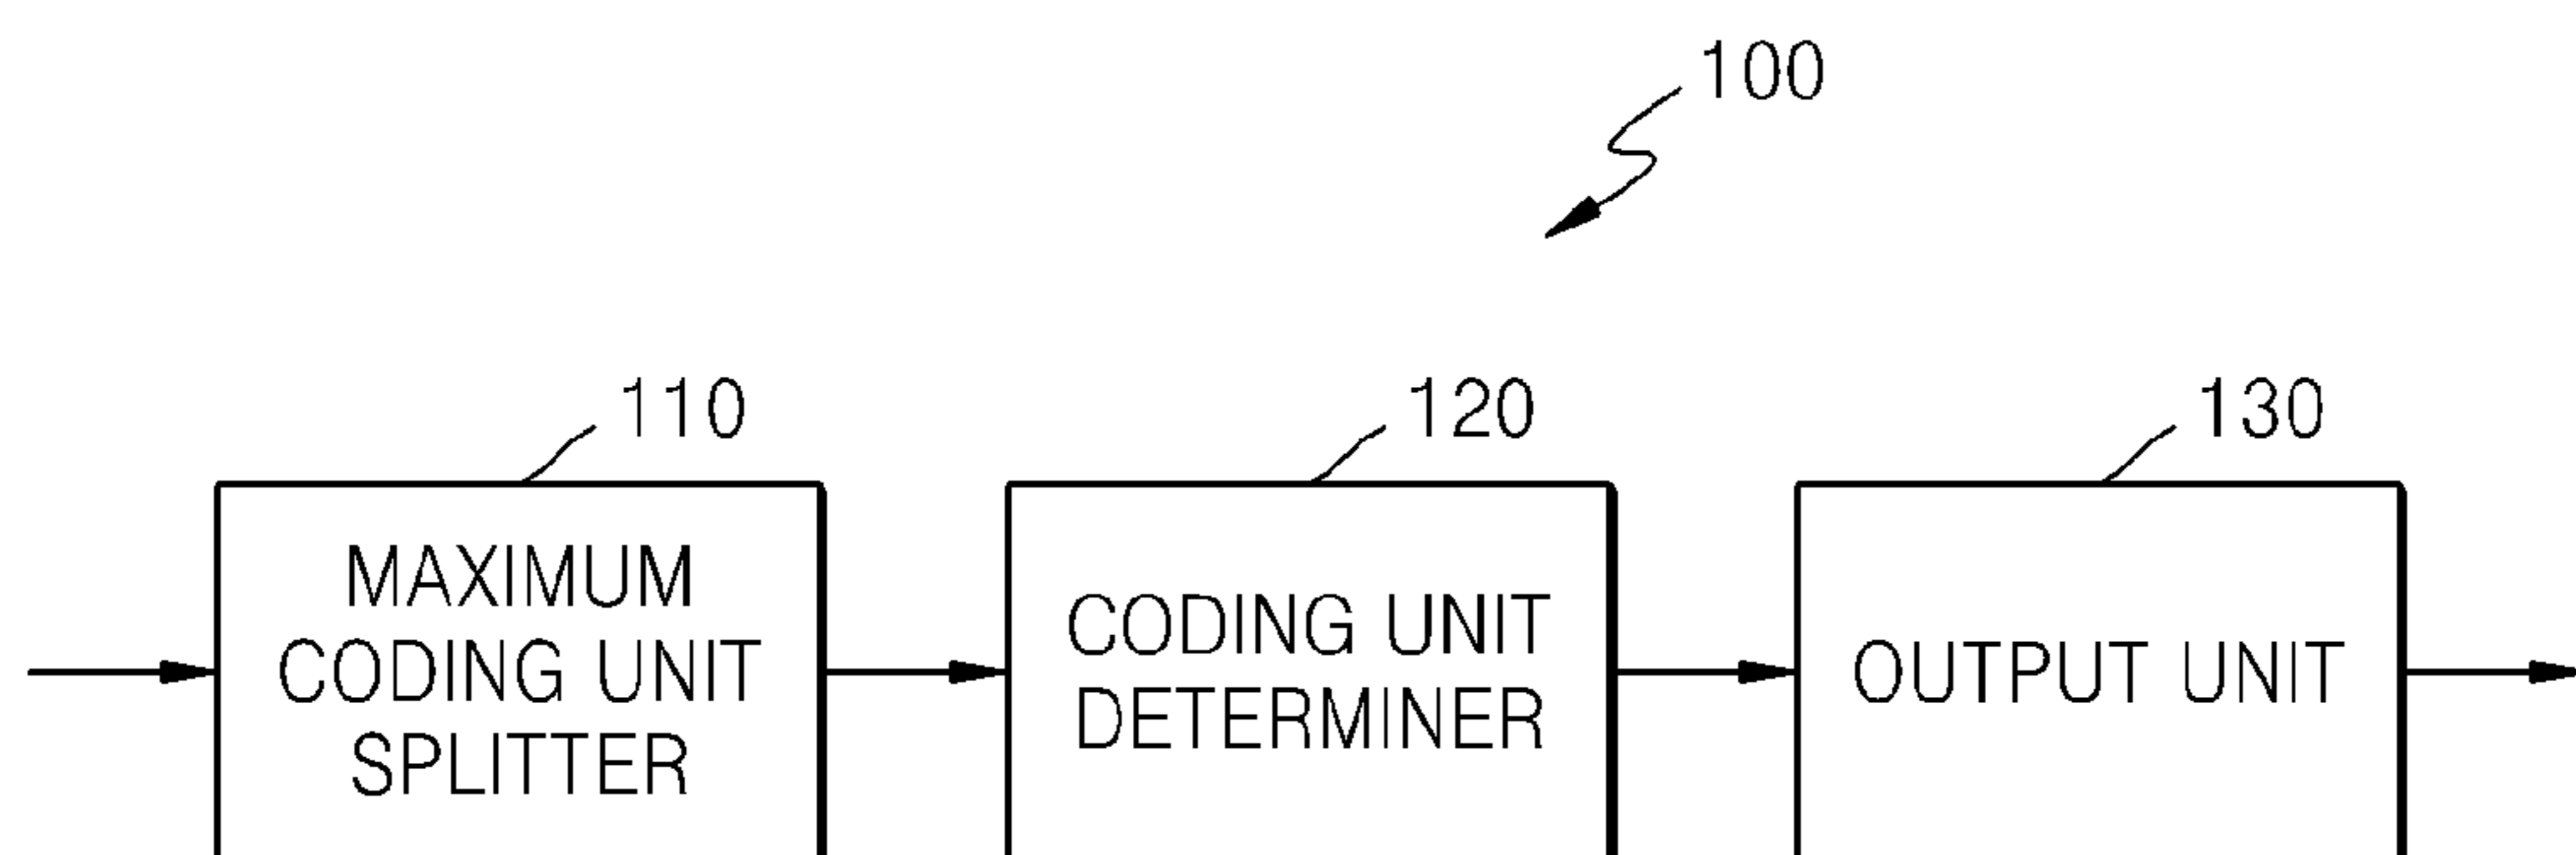 100
110
120
130
MAXIMUM
CODING UNIT
SPLITTER
CODING UNIT
DETERMINER
OUTPUT UNIT